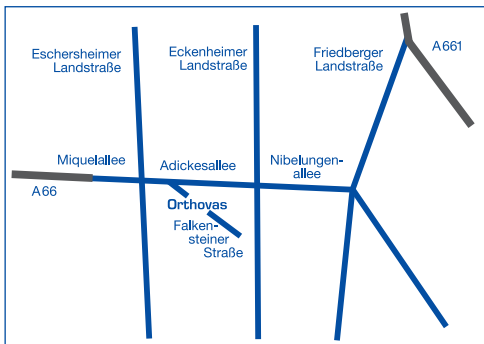 Eschersheimer
Landstraße
Eckenheimer
Landstraße
Friedberger
Landstraße
A661
Miquelallee
Adickesallee
Nibelungen-
allee
A66
Orthovas
Falken-
steiner
Straße